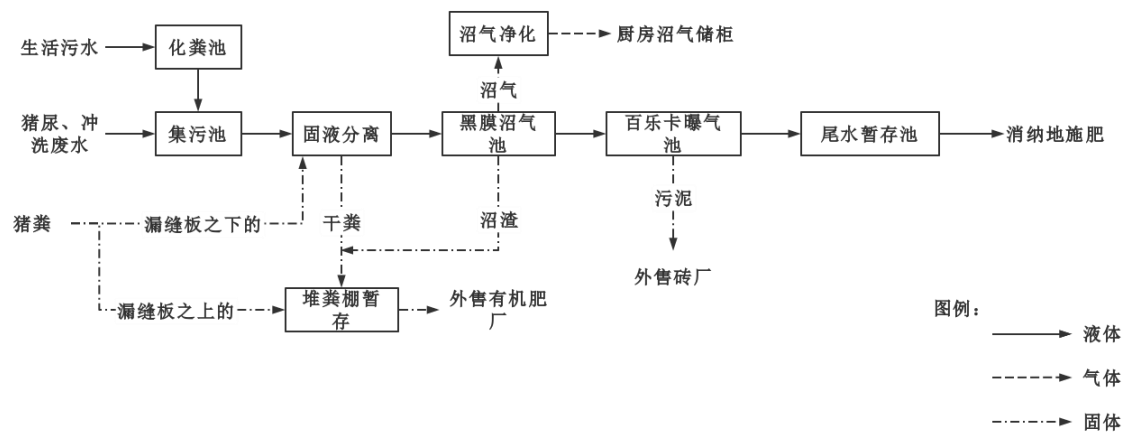 沼气净化
厨房沼气储柜
生活污水
化粪池
沼气
猪尿、冲
洗废水
集污池
固液分离
黑膜沼气
池
百乐卡曝气
池
尾水暂存池
消纳地施肥
污泥
猪粪
漏缝板之下的
干粪
沼渣
外售砖厂
漏缝板之上的
堆粪棚暂
存
外售有机肥
厂
图例：
液体
气体
固体